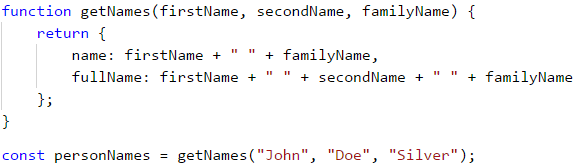 function getNames(firstName, secondName, familyName) {
    return {
        name: firstName + " " + familyName,
        fullName: firstName + " " + secondName + " " + familyName
    };
}
const personNames = getNames("John", "Doe", "Silver");